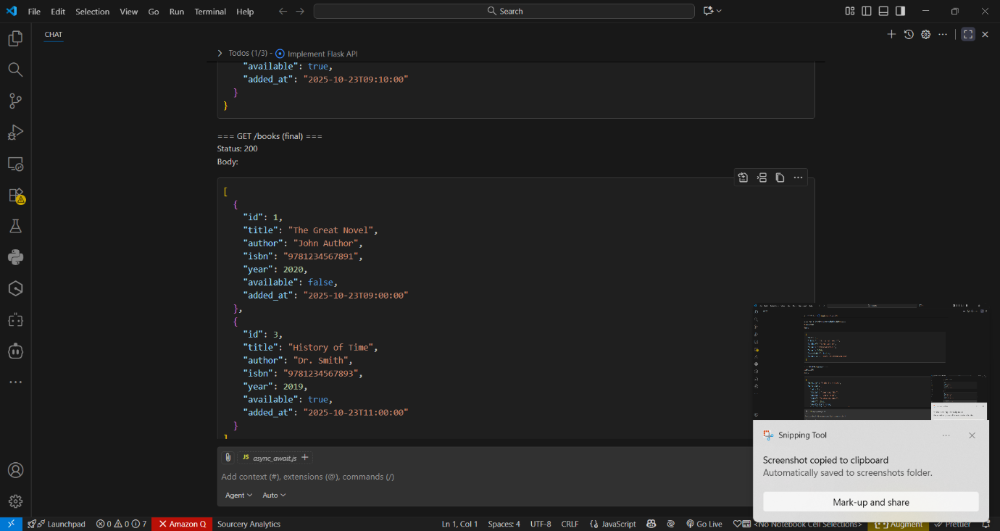 File Edit Selection View Go Run Terminal Help
Search
CHAT
Todos (1/3) - Implement Flask API
"available": true,
"added_at": "2025-10-23T09:10:00"
}
}
=== GET /books (final) ===
Status: 200
Body:
[
{
"id": 1,
"title": "The Great Novel",
"author": "John Author",
"isbn": "9781234567891",
"year": 2020,
"available": false,
"added_at": "2025-10-23T09:00:00"
},
{
"id": 3,
"title": "History of Time",
"author": "Dr. Smith",
"isbn": "9781234567893",
"year": 2019,
"available": true,
"added_at": "2025-10-23T11:00:00"
}
]
JS async_await.js
Add context (#), extensions (@), commands (/)
Agent Auto
Snipping Tool
Screenshot copied to clipboard
Automatically saved to screenshots folder.
Mark-up and share
Launchpad 0 0 7 Amazon Q Sourcery Analytics Ln 1, Col 1 Spaces: 4 UTF-8 CRLF JavaScript Go Live <No Notebook Cell Selections> Augment Prettier